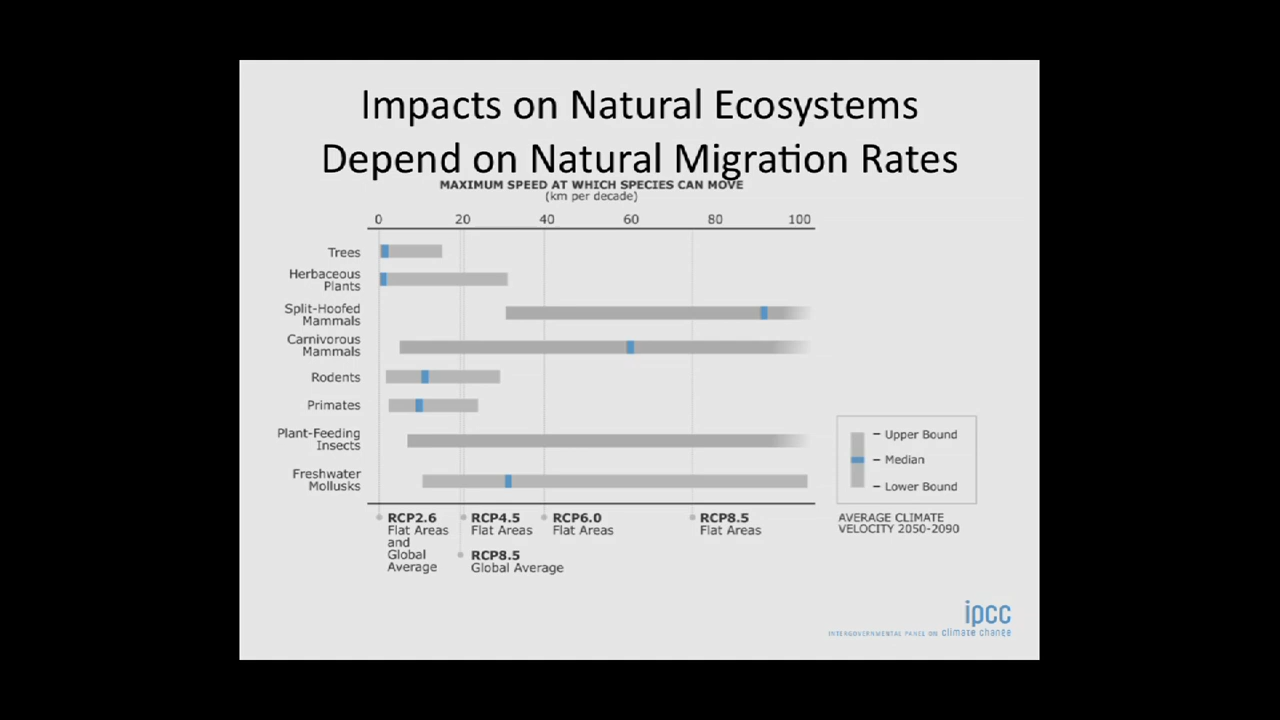 Impacts on Natural Ecosystems
Depend on Natural Migration Rates
MAXIMUM SPEED AT WHICH SPECIES CAN MOVE
(km per decade)
0 20 40 60 80 100
Trees
Herbaceous
Plants
Split-Hoofed
Mammals
Carnivorous
Mammals
Rodents
Primates
Plant-Feeding
Insects
Freshwater
Mollusks
– Upper Bound
– Median
– Lower Bound
AVERAGE CLIMATE
VELOCITY 2050-2090
RCP2.6
Flat Areas
and
Global
Average
RCP4.5
Flat Areas
RCP8.5
Global Average
RCP6.0
Flat Areas
RCP8.5
Flat Areas
ipcc
INTERGOVERNMENTAL PANEL ON climate change